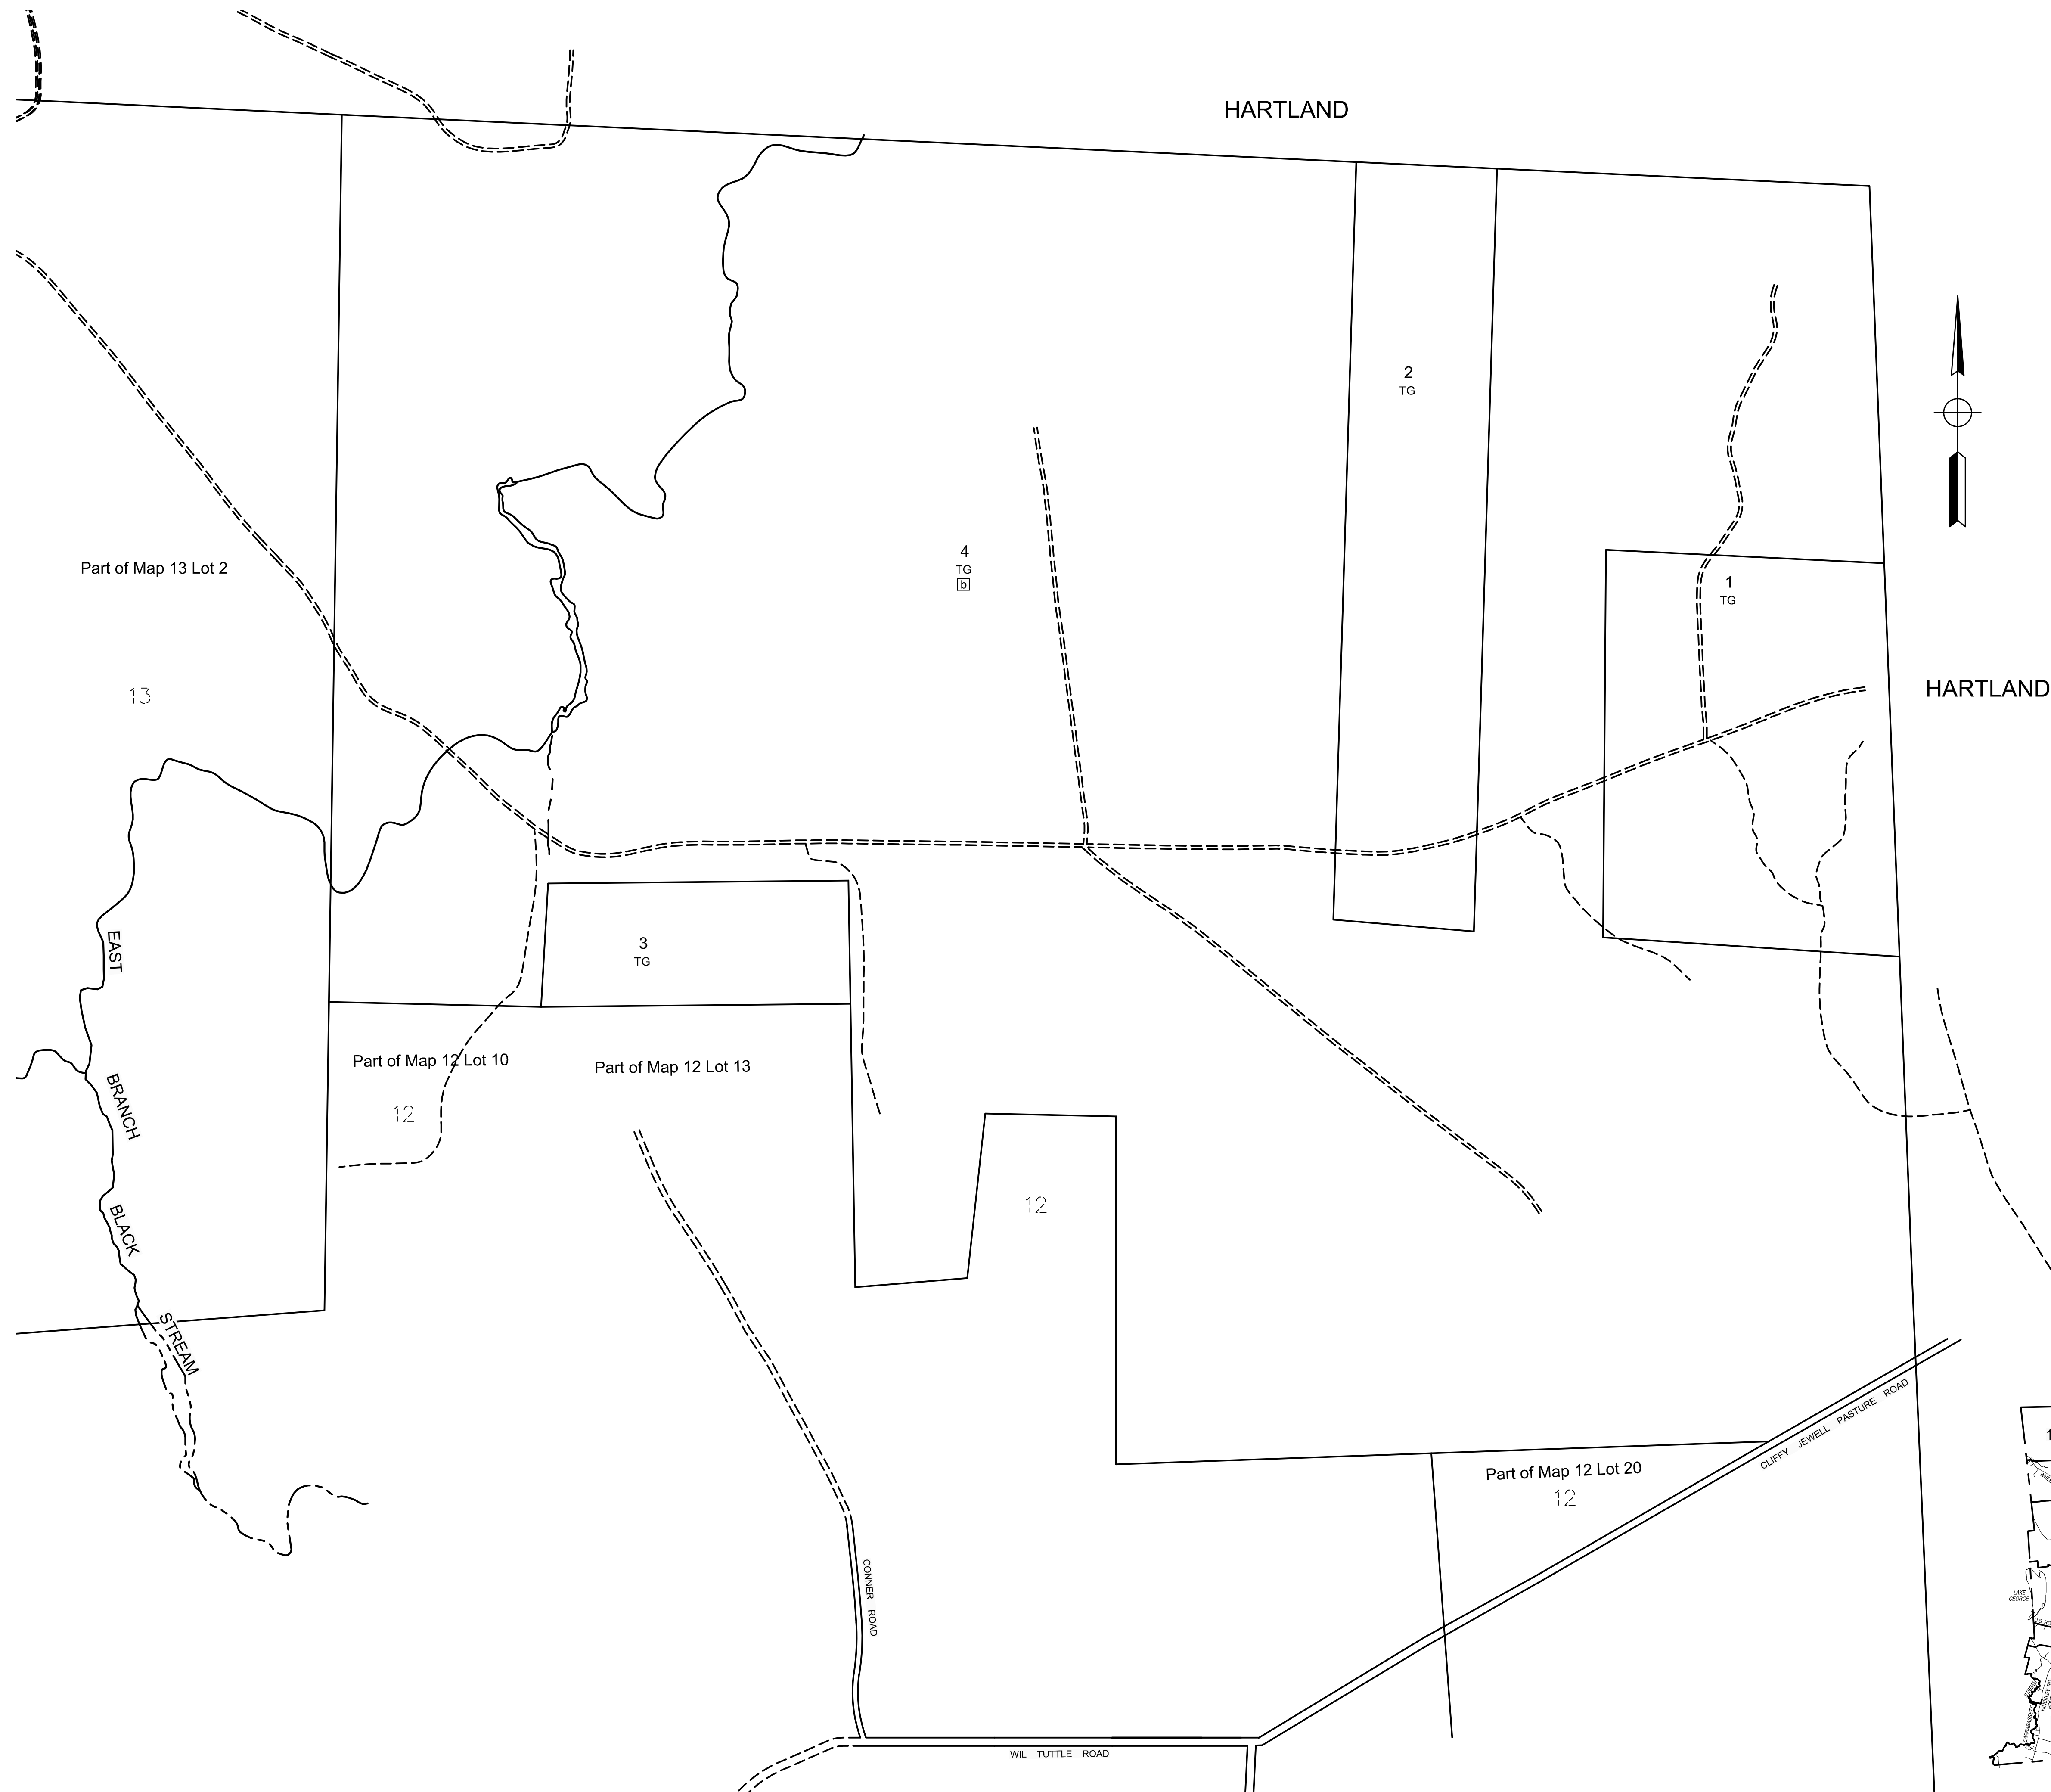 HARTLAND
2
TG
4
TG
b
1
TG
Part of Map 13 Lot 2
13
HARTLAND
EAST
BRANCH
BLACK
STREAM
3
TG
Part of Map 12 Lot 10
12
Part of Map 12 Lot 13
12
Part of Map 12 Lot 20
12
CLIFFY JEWELL PASTURE ROAD
CONNER ROAD
WIL TUTTLE ROAD
LAKE
GEORGE